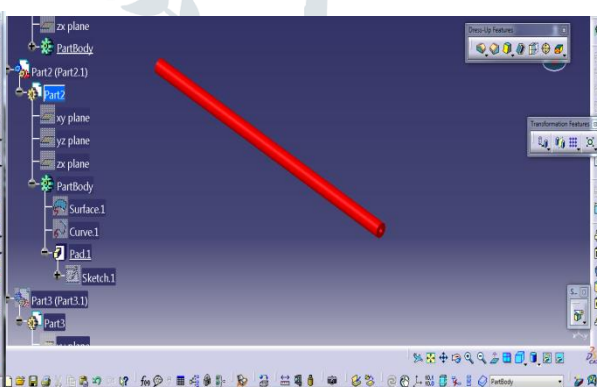 zx plane
PartBody
Part2 (Part2.1)
Part2
xy plane
yz plane
zx plane
PartBody
Surface.1
Curve.1
Pad.1
Sketch.1
Part3 (Part3.1)
Part3
Dress-Up Features
Transformation Features
PartBody